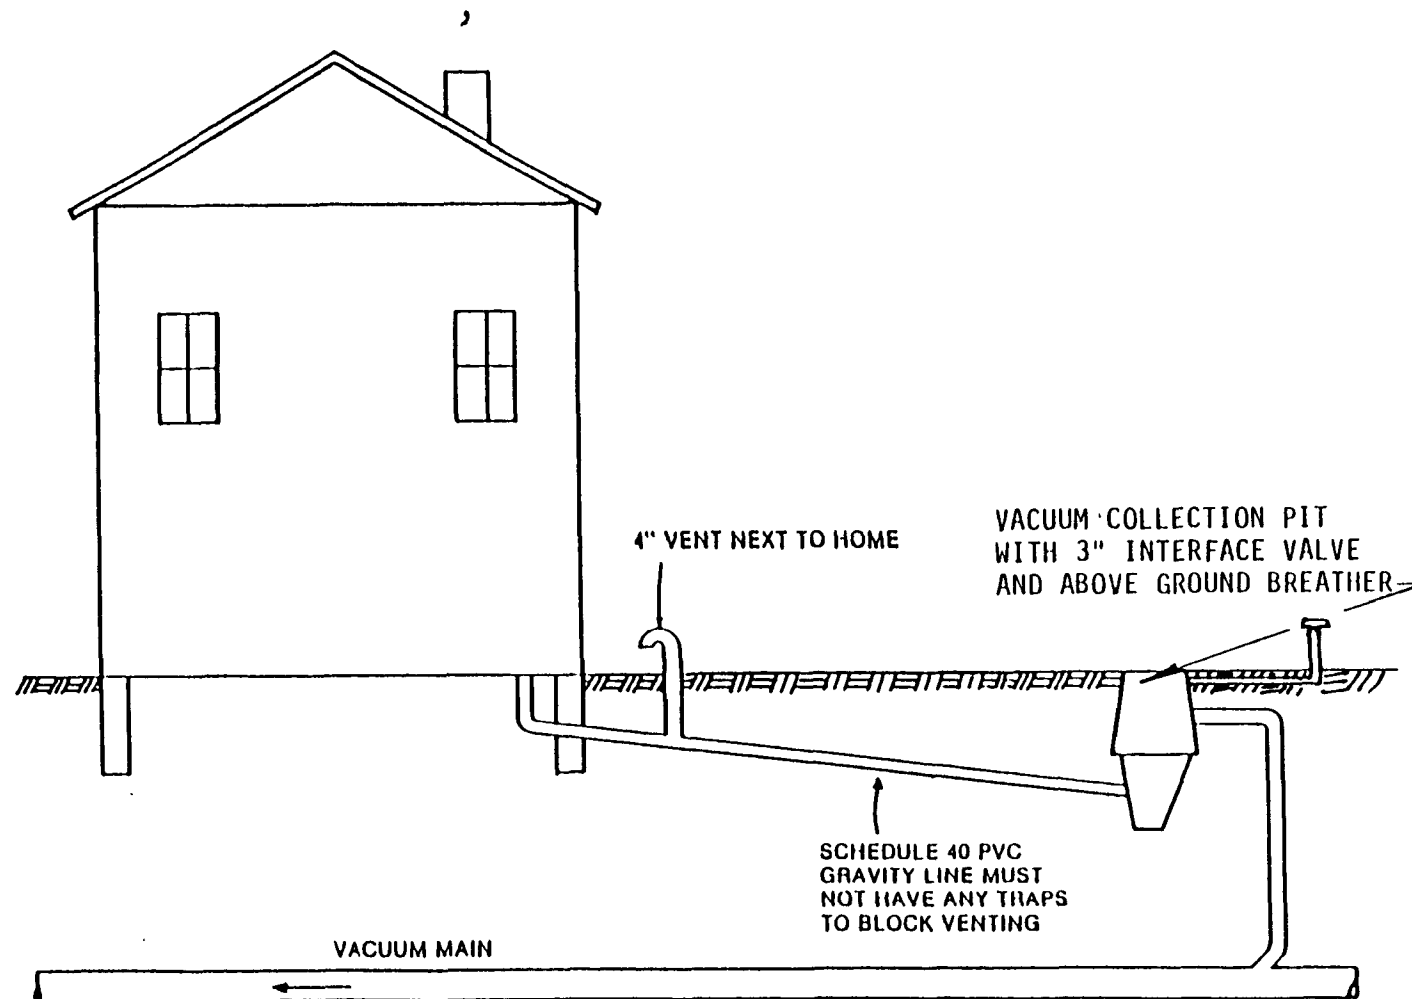 4" VENT NEXT TO HOME
VACUUM COLLECTION PIT
WITH 3" INTERFACE VALVE
AND ABOVE GROUND BREATHER
SCHEDULE 40 PVC
GRAVITY LINE MUST
NOT HAVE ANY TRAPS
TO BLOCK VENTING
VACUUM MAIN